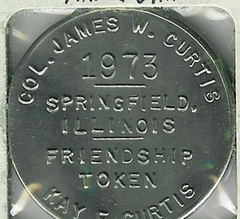 COL. JAMES W. CURTIS
1973
SPRINGFIELD,
ILLINOIS
FRIENDSHIP
TOKEN
KAY F. CURTIS